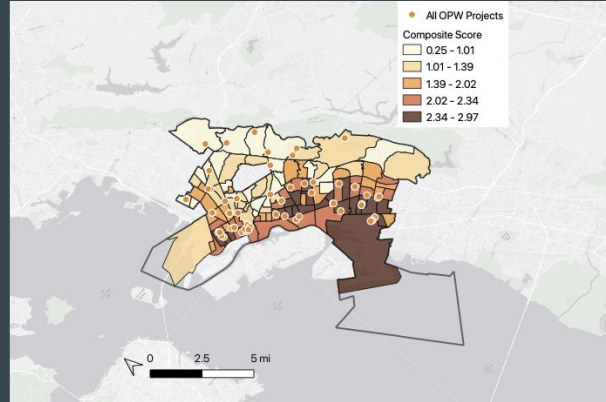 All OPW Projects
Composite Score
0.25 - 1.01
1.01 - 1.39
1.39 - 2.02
2.02 - 2.34
2.34 - 2.97
0 2.5 5 mi